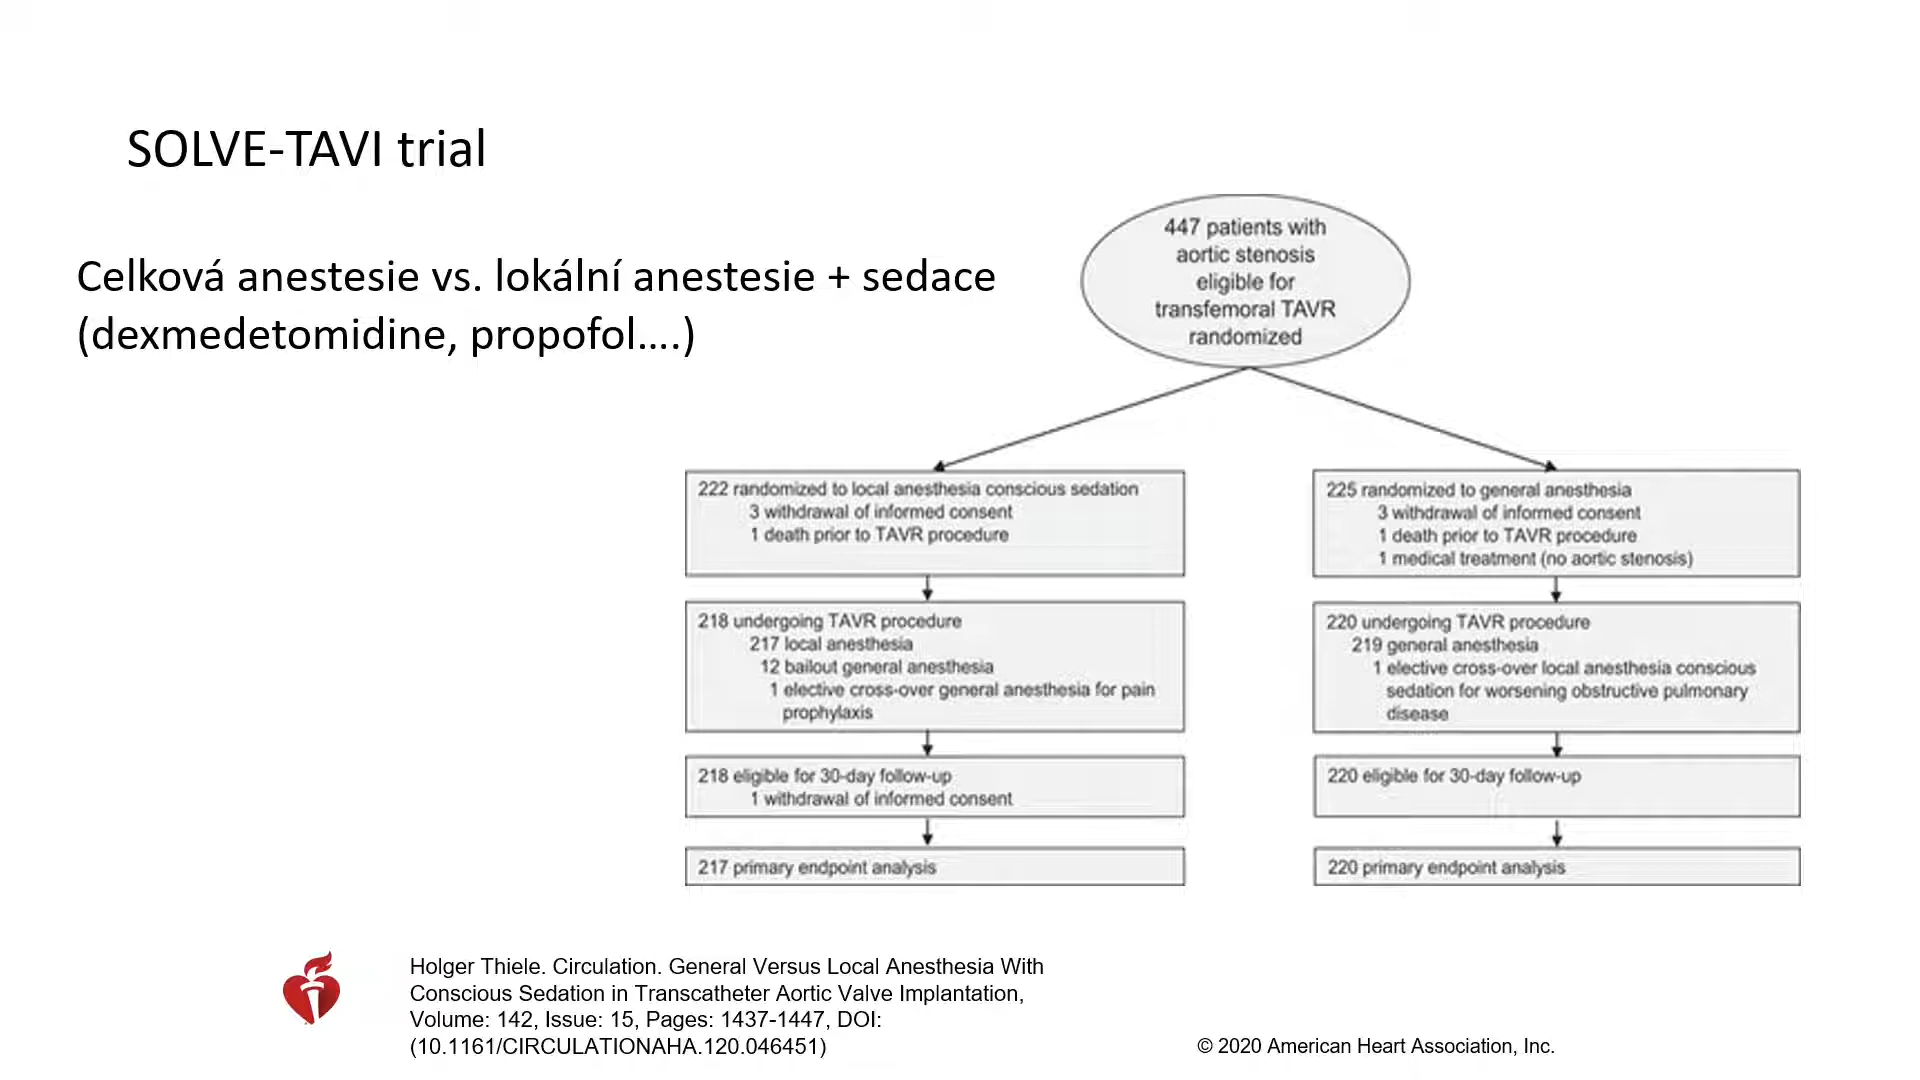 SOLVE-TAVI trial
Celková anestesie vs. lokální anestesie + sedace
(dexmedetomidine, propofol....)
447 patients with
aortic stenosis
eligible for
transfemoral TAVR
randomized
222 randomized to local anesthesia conscious sedation
3 withdrawal of informed consent
1 death prior to TAVR procedure
225 randomized to general anesthesia
3 withdrawal of informed consent
1 death prior to TAVR procedure
1 medical treatment (no aortic stenosis)
218 undergoing TAVR procedure
217 local anesthesia
12 bailout general anesthesia
1 elective cross-over general anesthesia for pain
prophylaxis
220 undergoing TAVR procedure
219 general anesthesia
1 elective cross-over local anesthesia conscious
sedation for worsening obstructive pulmonary
disease
218 eligible for 30-day follow-up
1 withdrawal of informed consent
220 eligible for 30-day follow-up
217 primary endpoint analysis
220 primary endpoint analysis
Holger Thiele. Circulation. General Versus Local Anesthesia With
Conscious Sedation in Transcatheter Aortic Valve Implantation,
Volume: 142, Issue: 15, Pages: 1437-1447, DOI:
(10.1161/CIRCULATIONAHA.120.046451)
© 2020 American Heart Association, Inc.